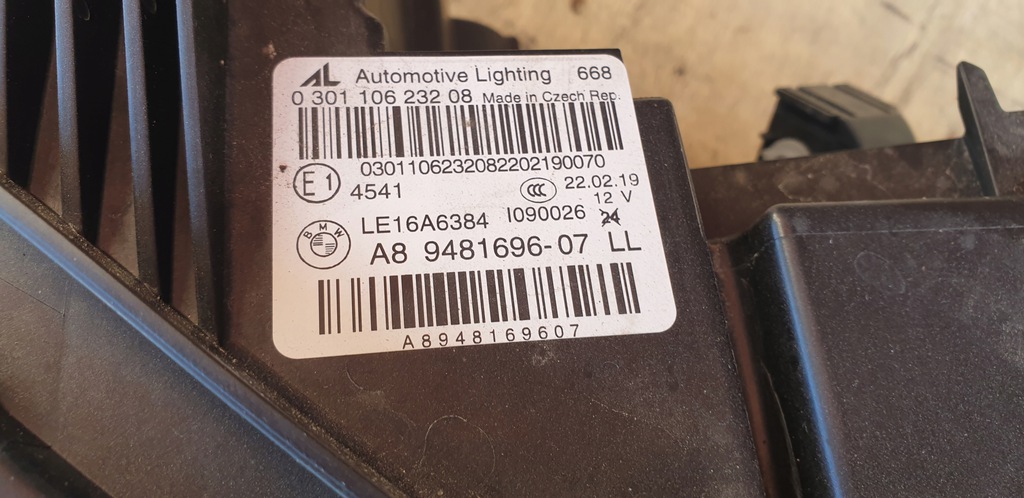 AL Automotive Lighting 668
0 301 106 232 08 Made in Czech Rep.
0301106232082202190070
E1 4541 CCC 22.02.19
12 V
BMW LE16A6384 I090026 24
A8 9481696-07 LL
A8948169607